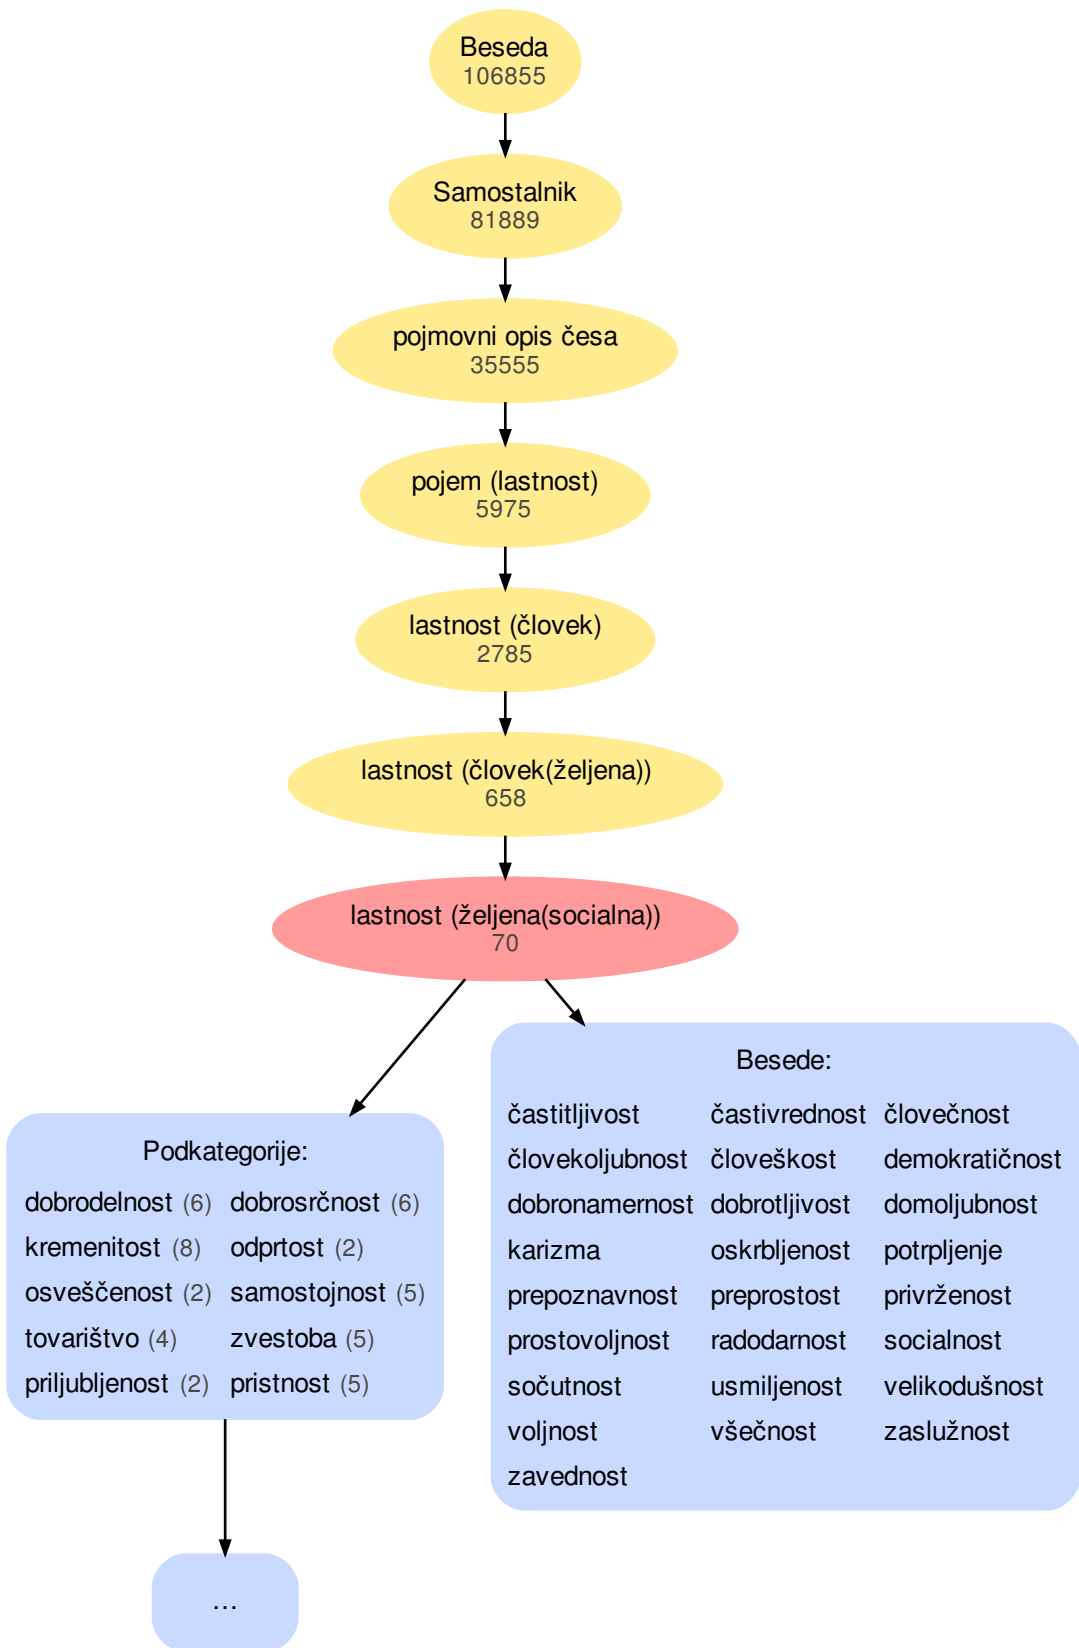 Beseda
106855
Samostalnik
81889
pojmovni opis česa
35555
pojem (lastnost)
5975
lastnost (človek)
2785
lastnost (človek(željena))
658
lastnost (željena(socialna))
70
Podkategorije:
dobrodelnost (6) dobrosrčnost (6)
kremenitost (8) odprtost (2)
osveščenost (2) samostojnost (5)
tovarištvo (4) zvestoba (5)
priljubljenost (2) pristnost (5)
...
Besede:
častitljivost častivrednost človečnost
človekoljubnost človeškost demokratičnost
dobronamernost dobrotljivost domoljubnost
karizma oskrbljenost potrpljenje
prepoznavnost preprostost privrženost
prostovoljnost radodarnost socialnost
sočutnost usmiljenost velikodušnost
voljnost všečnost zaslužnost
zavednost